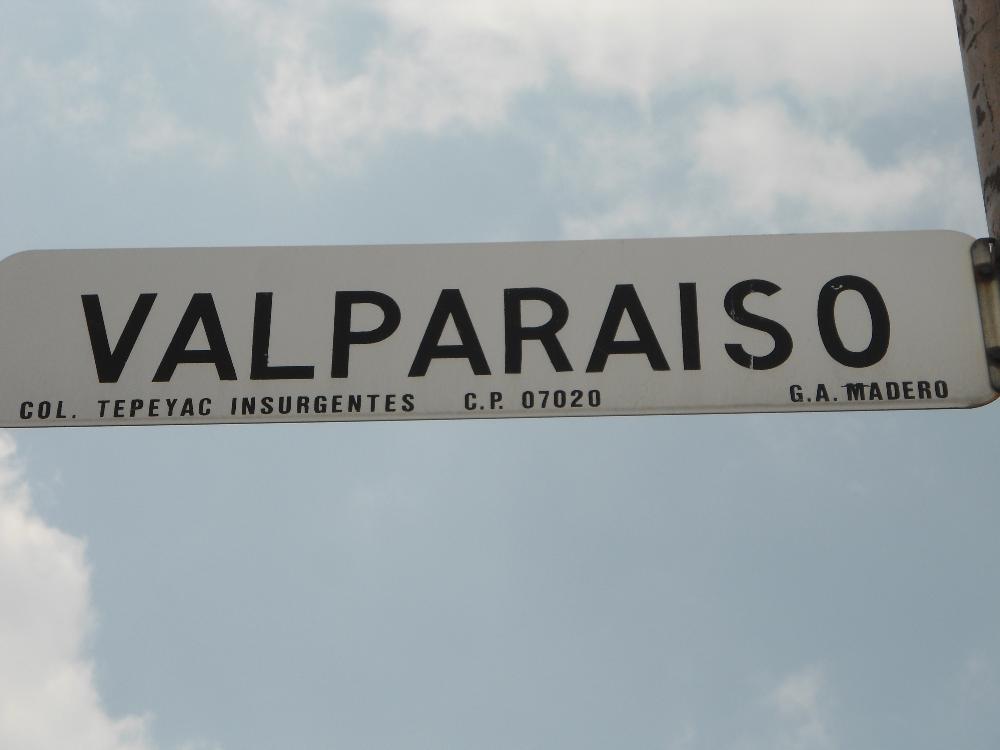 VALPARAISO
COL. TEPEYAC INSURGENTES C.P. 07020 G.A. MADERO